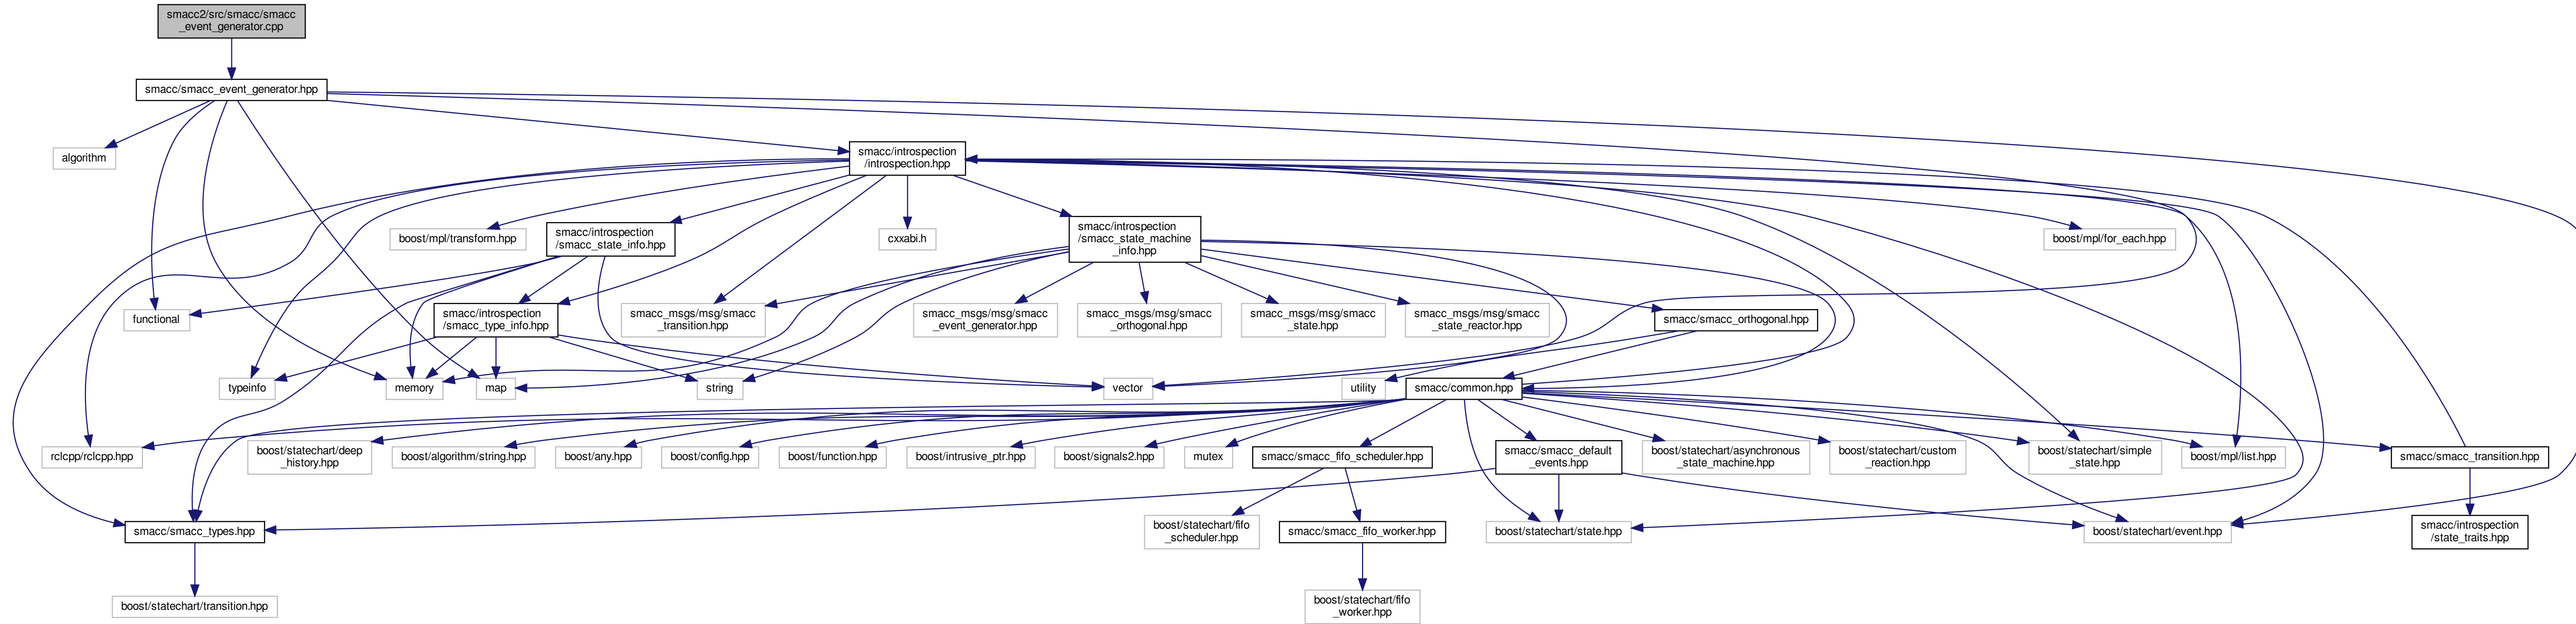 smacc2/src/smacc/smacc
_event_generator.cpp
smacc/smacc_event_generator.hpp
algorithm
smacc/introspection
/introspection.hpp
boost/mpl/transform.hpp
smacc/introspection
/smacc_state_info.hpp
cxxabi.h
smacc/introspection
/smacc_state_machine
_info.hpp
boost/mpl/for_each.hpp
functional
smacc/introspection
/smacc_type_info.hpp
smacc_msgs/msg/smacc
_transition.hpp
smacc_msgs/msg/smacc
_event_generator.hpp
smacc_msgs/msg/smacc
_orthogonal.hpp
smacc_msgs/msg/smacc
_state.hpp
smacc_msgs/msg/smacc
_state_reactor.hpp
smacc/smacc_orthogonal.hpp
typeinfo
memory
map
string
vector
utility
smacc/common.hpp
rclcpp/rclcpp.hpp
boost/statechart/deep
_history.hpp
boost/algorithm/string.hpp
boost/any.hpp
boost/config.hpp
boost/function.hpp
boost/intrusive_ptr.hpp
boost/signals2.hpp
mutex
smacc/smacc_fifo_scheduler.hpp
smacc/smacc_default
_events.hpp
boost/statechart/asynchronous
_state_machine.hpp
boost/statechart/custom
_reaction.hpp
boost/statechart/simple
_state.hpp
boost/mpl/list.hpp
smacc/smacc_transition.hpp
smacc/smacc_types.hpp
boost/statechart/fifo
_scheduler.hpp
smacc/smacc_fifo_worker.hpp
boost/statechart/state.hpp
boost/statechart/event.hpp
smacc/introspection
/state_traits.hpp
boost/statechart/transition.hpp
boost/statechart/fifo
_worker.hpp